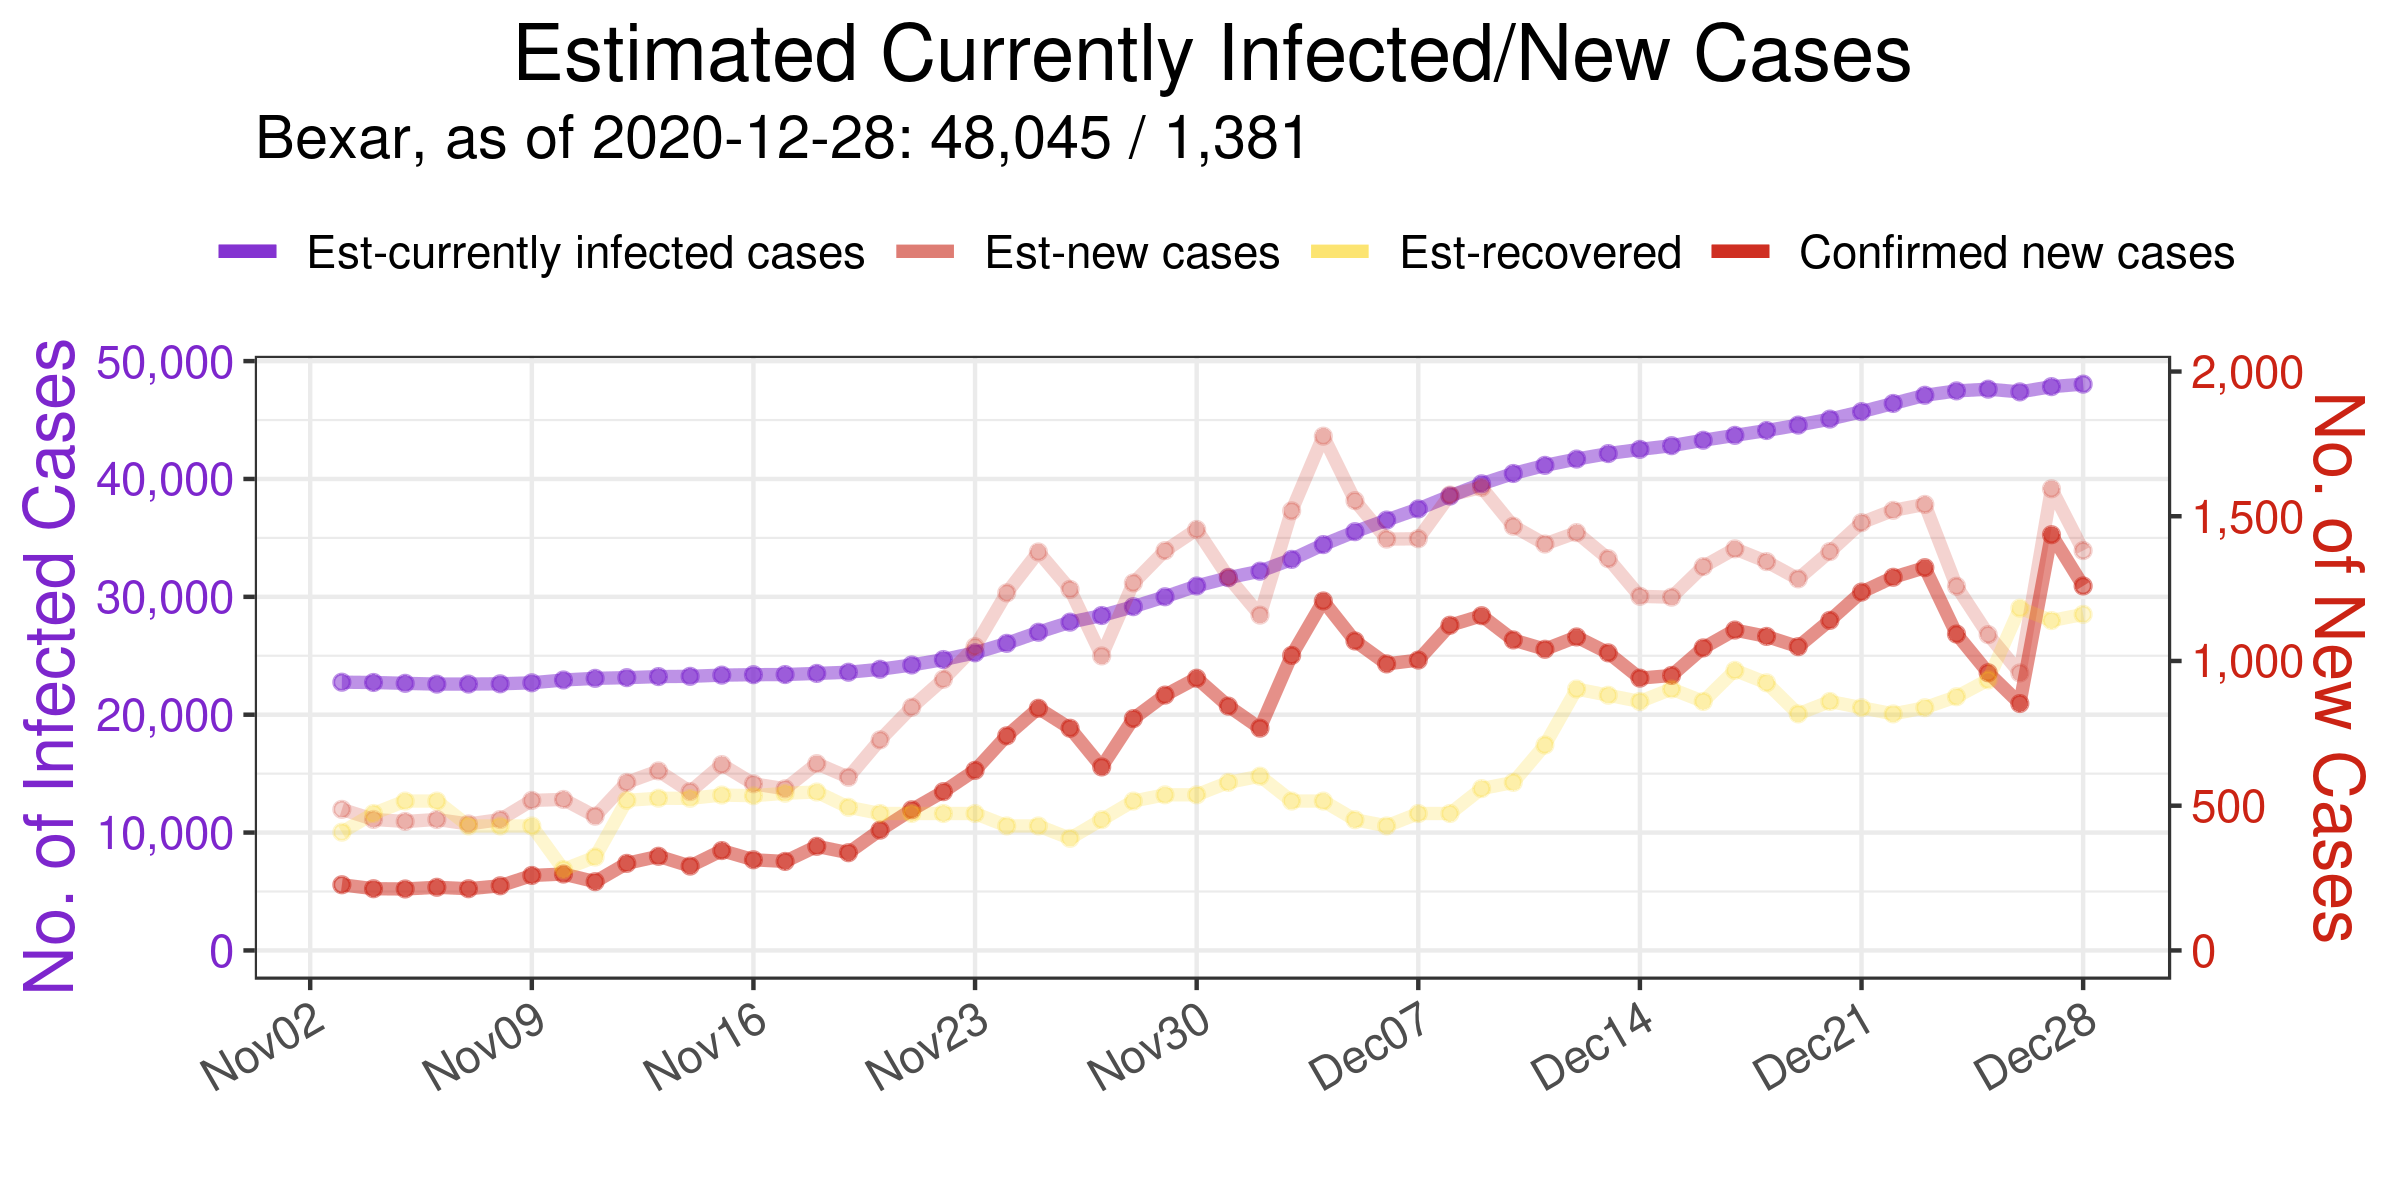 Estimated Currently Infected/New Cases
Bexar, as of 2020-12-28: 48,045 / 1,381
Est-currently infected cases Est-new cases Est-recovered Confirmed new cases
No. of Infected Cases
50,000
40,000
30,000
20,000
10,000
0
2,000
1,500
1,000
500
0
No. of New Cases
Nov02 Nov09 Nov16 Nov23 Nov30 Dec07 Dec14 Dec21 Dec28